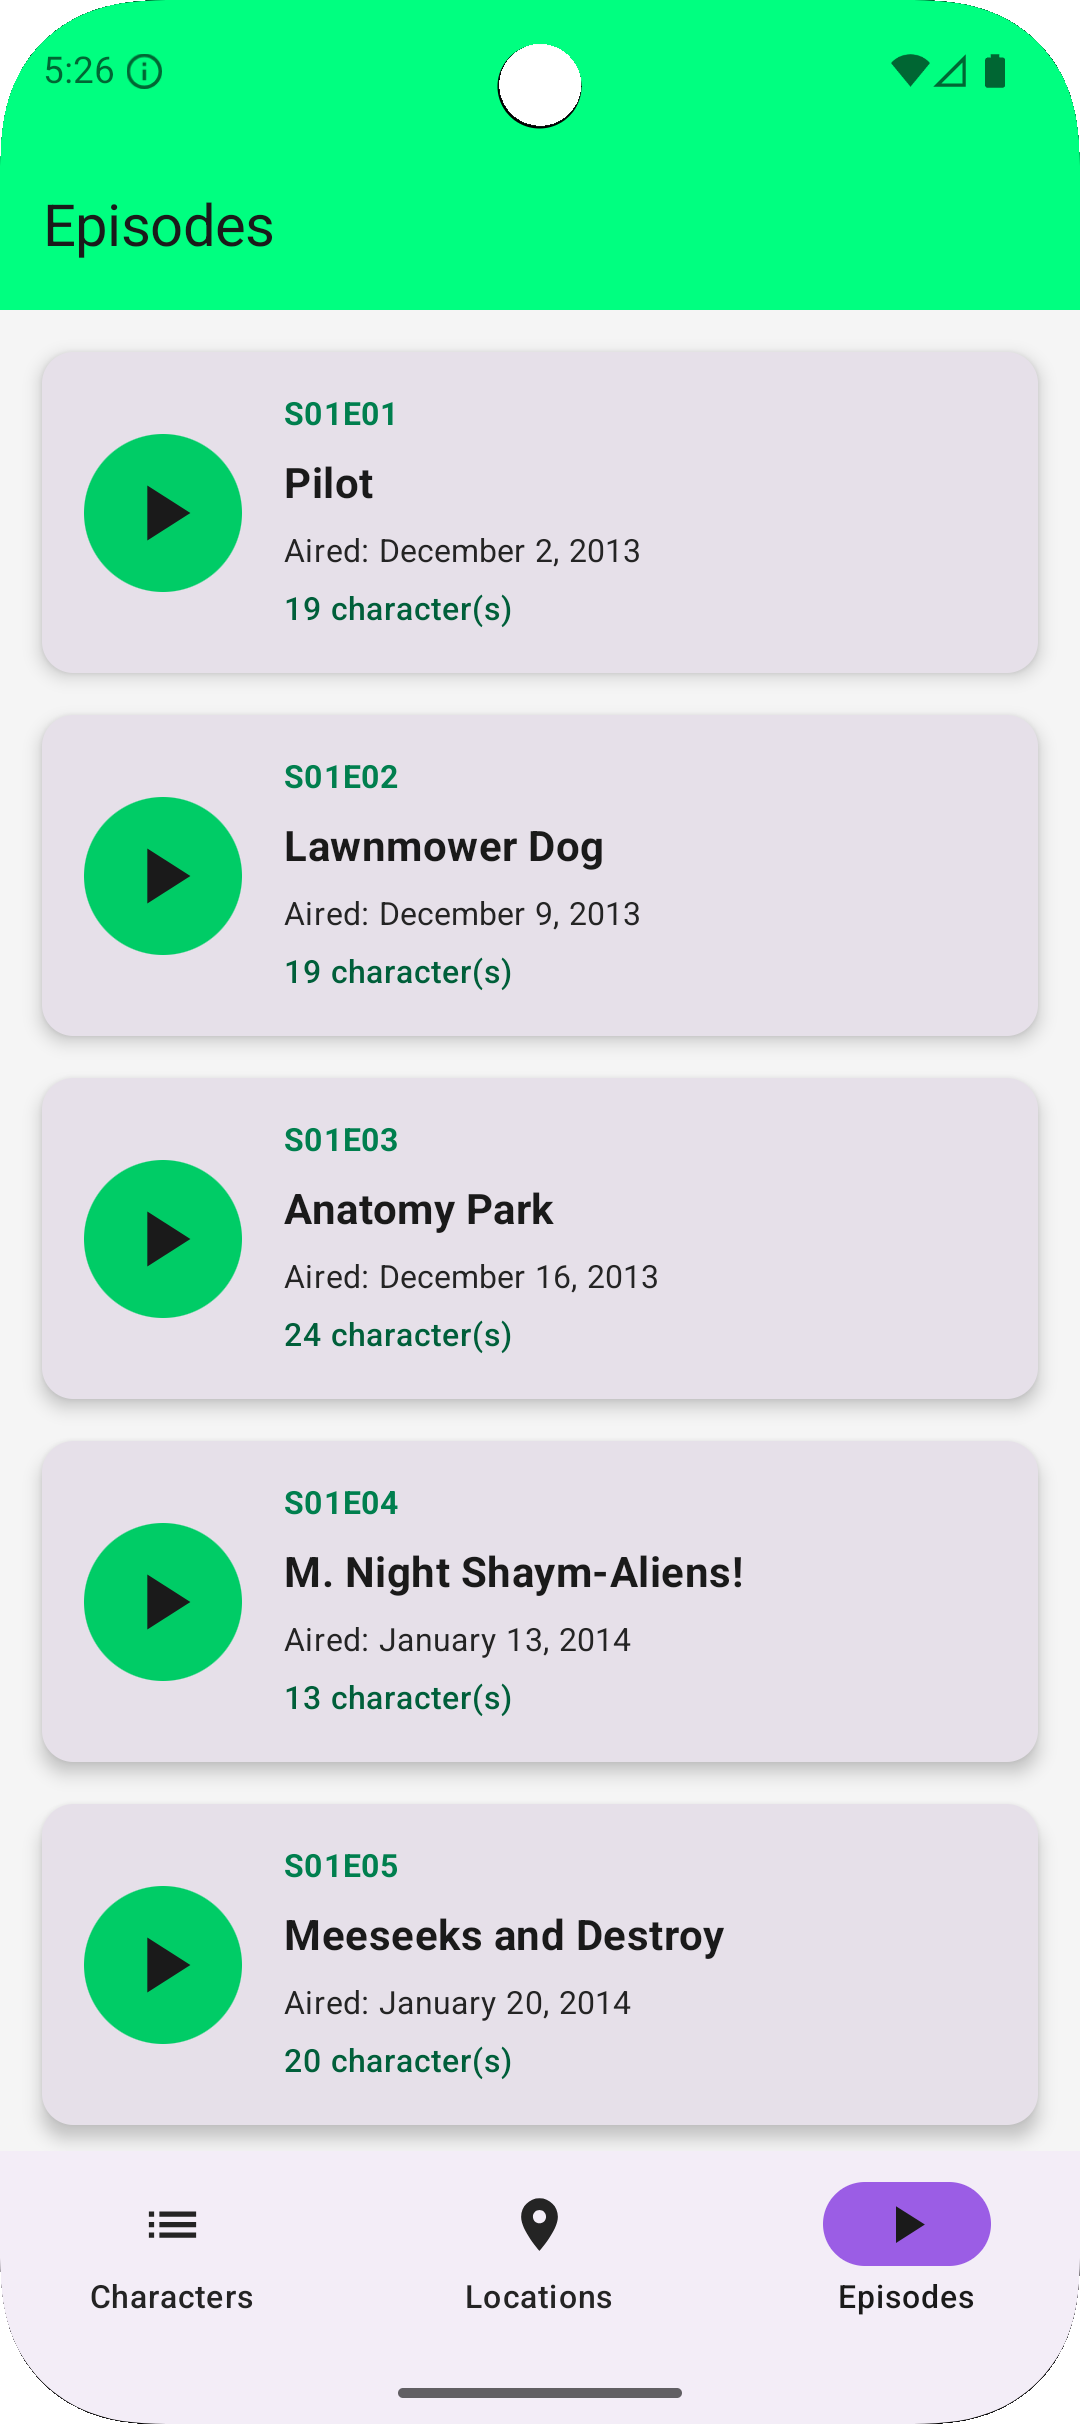 5:26
Episodes
S01E01
Pilot
Aired: December 2, 2013
19 character(s)
S01E02
Lawnmower Dog
Aired: December 9, 2013
19 character(s)
S01E03
Anatomy Park
Aired: December 16, 2013
24 character(s)
S01E04
M. Night Shaym-Aliens!
Aired: January 13, 2014
13 character(s)
S01E05
Meeseeks and Destroy
Aired: January 20, 2014
20 character(s)
Characters Locations Episodes